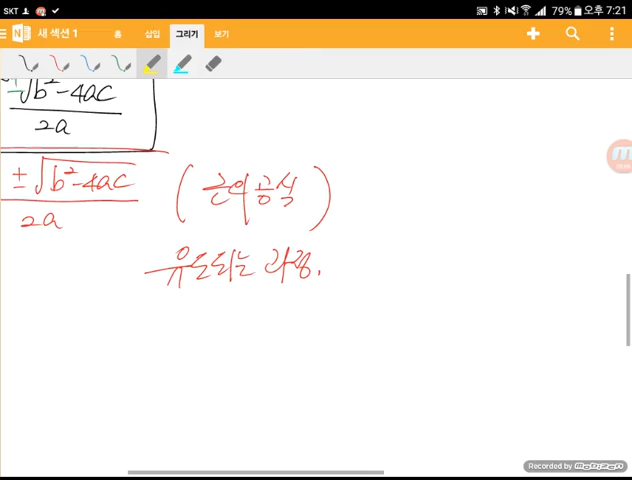 SKT 79% 오후 7:21
새 섹션 1 홈 삽입 그리기 보기
±√b²-4ac
2a
±√b²-4ac
2a
( 근의 공식 )
유도되는 과정.
Recorded by Mobizen